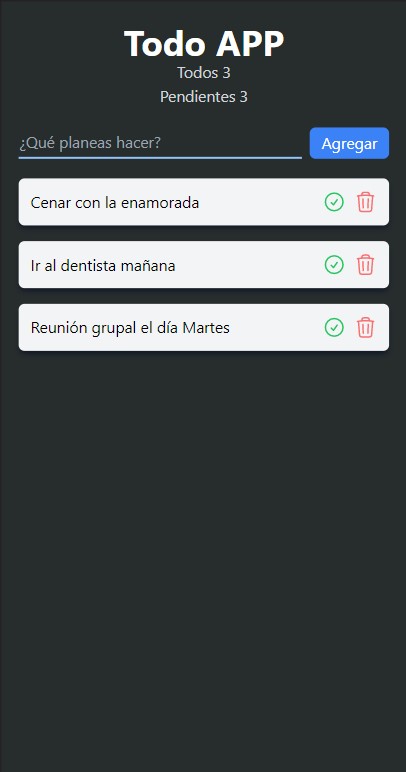 Todo APP
Todos 3
Pendientes 3
¿Qué planeas hacer?
Agregar
Cenar con la enamorada
Ir al dentista mañana
Reunión grupal el día Martes